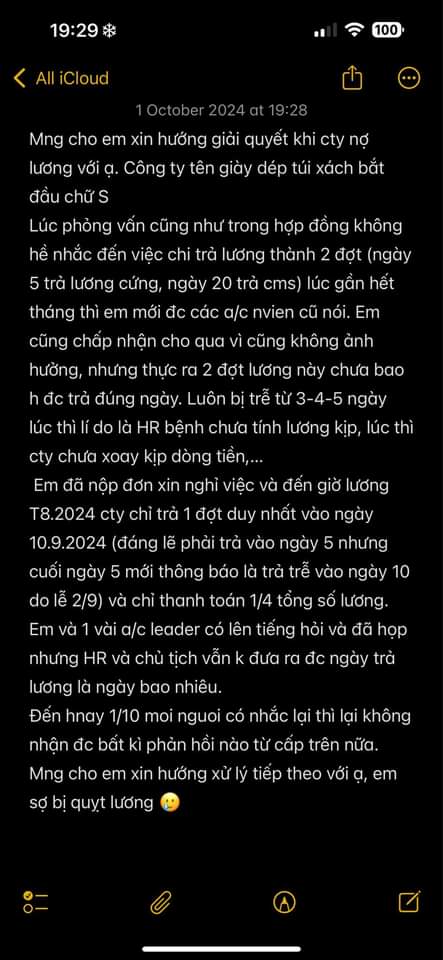 19:29
100
All iCloud
1 October 2024 at 19:28
Mng cho em xin hướng giải quyết khi cty nợ
lương với ạ. Công ty tên giày dép túi xách bắt
đầu chữ S
Lúc phỏng vấn cũng như trong hợp đồng không
hề nhắc đến việc chi trả lương thành 2 đợt (ngày
5 trả lương cứng, ngày 20 trả cms) lúc gần hết
tháng thì em mới đc các a/c nvien cũ nói. Em
cũng chấp nhận cho qua vì cũng không ảnh
hưởng, nhưng thực ra 2 đợt lương này chưa bao
h đc trả đúng ngày. Luôn bị trễ từ 3-4-5 ngày
lúc thì lí do là HR bệnh chưa tính lương kịp, lúc thì
cty chưa xoay kịp dòng tiền,...
Em đã nộp đơn xin nghỉ việc và đến giờ lương
T8.2024 cty chỉ trả 1 đợt duy nhất vào ngày
10.9.2024 (đáng lẽ phải trả vào ngày 5 nhưng
cuối ngày 5 mới thông báo là trả trễ vào ngày 10
do lễ 2/9) và chỉ thanh toán 1/4 tổng số lương.
Em và 1 vài a/c leader có lên tiếng hỏi và đã họp
nhưng HR và chủ tịch vẫn k đưa ra đc ngày trả
lương là ngày bao nhiêu.
Đến hnay 1/10 moi nguoi có nhắc lại thì lại không
nhận đc bất kì phản hồi nào từ cấp trên nữa.
Mng cho em xin hướng xử lý tiếp theo với ạ, em
sợ bị quỵt lương 🥲